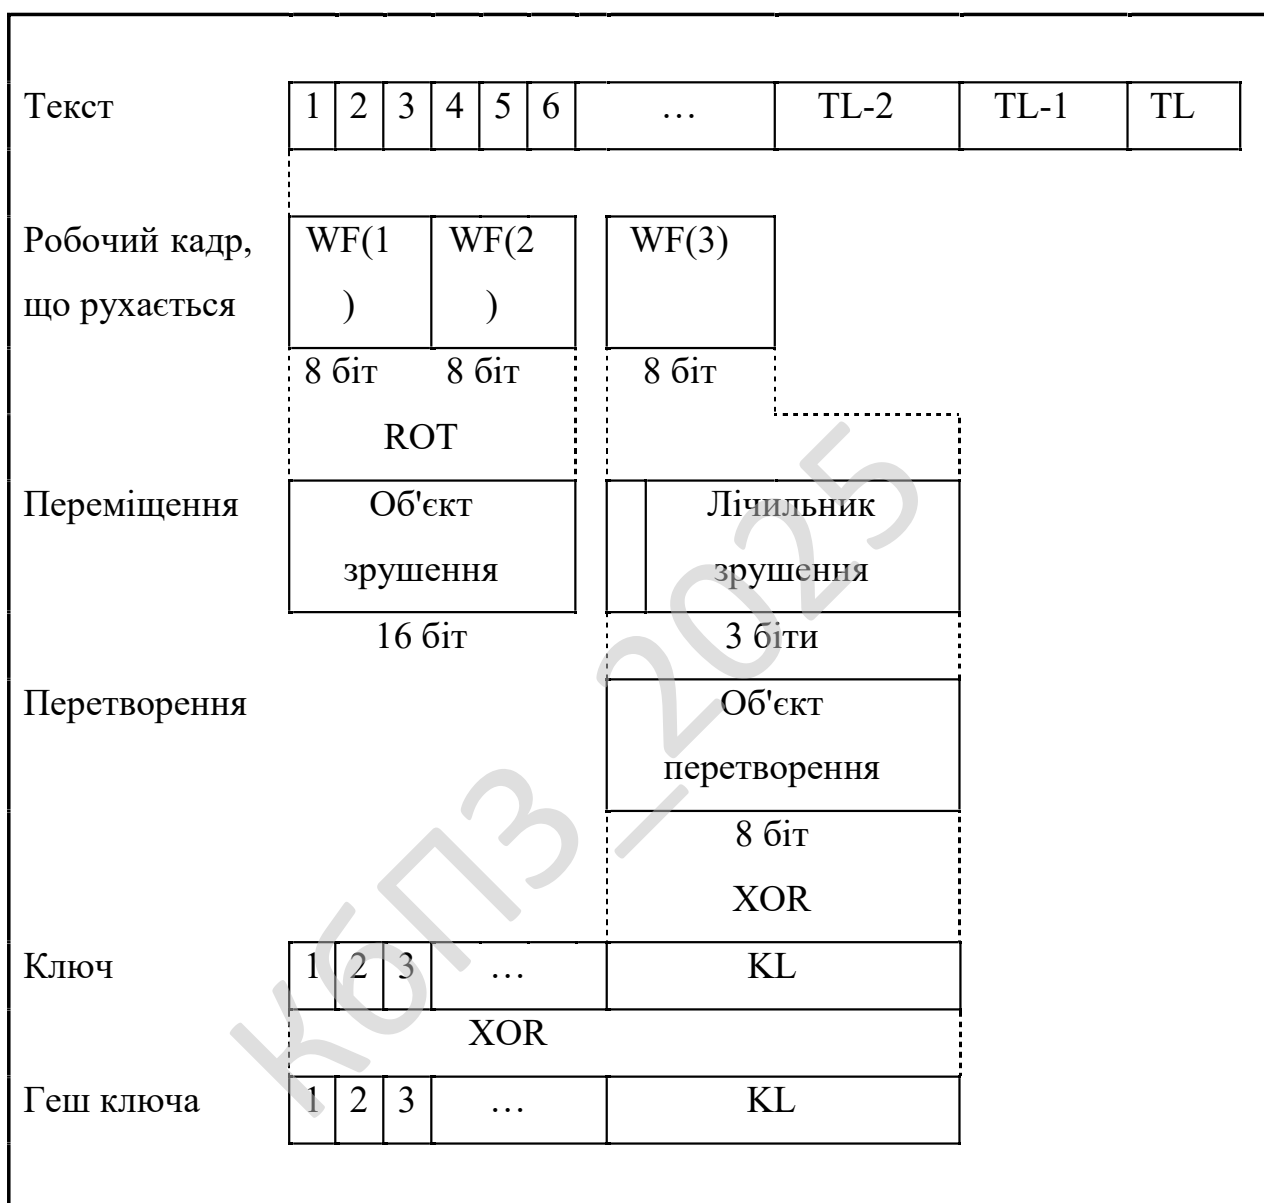 Текст 1 2 3 4 5 6 … TL-2 TL-1 TL
Робочий кадр, WF(1 WF(2 WF(3)
що рухається ) )
8 біт 8 біт 8 біт
ROT
Переміщення Об'єкт Лічильник
зрушення зрушення
16 біт 3 біти
Перетворення Об'єкт
перетворення
8 біт
XOR
Ключ 1 2 3 … KL
XOR
Геш ключа 1 2 3 … KL
КбПЗ_2025